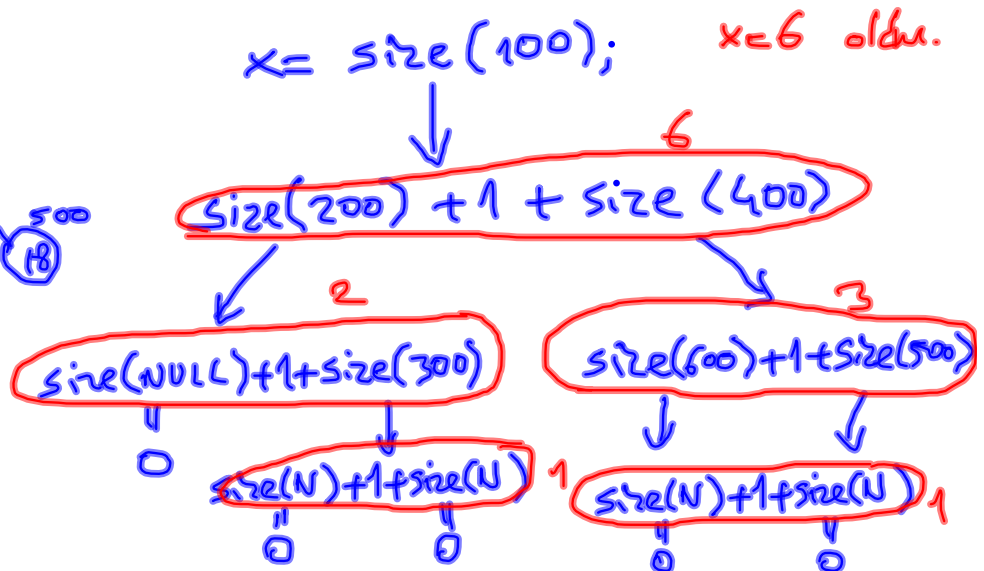 x= size(100);
x=6 oldu.
6
size(200) +1 + size (400)
500
18
2
3
size(NULL)+1+size(300)
size(600)+1+size(500)
0
size(N)+1+size(N)
1
size(N)+1+size(N)
1
0
0
0
0